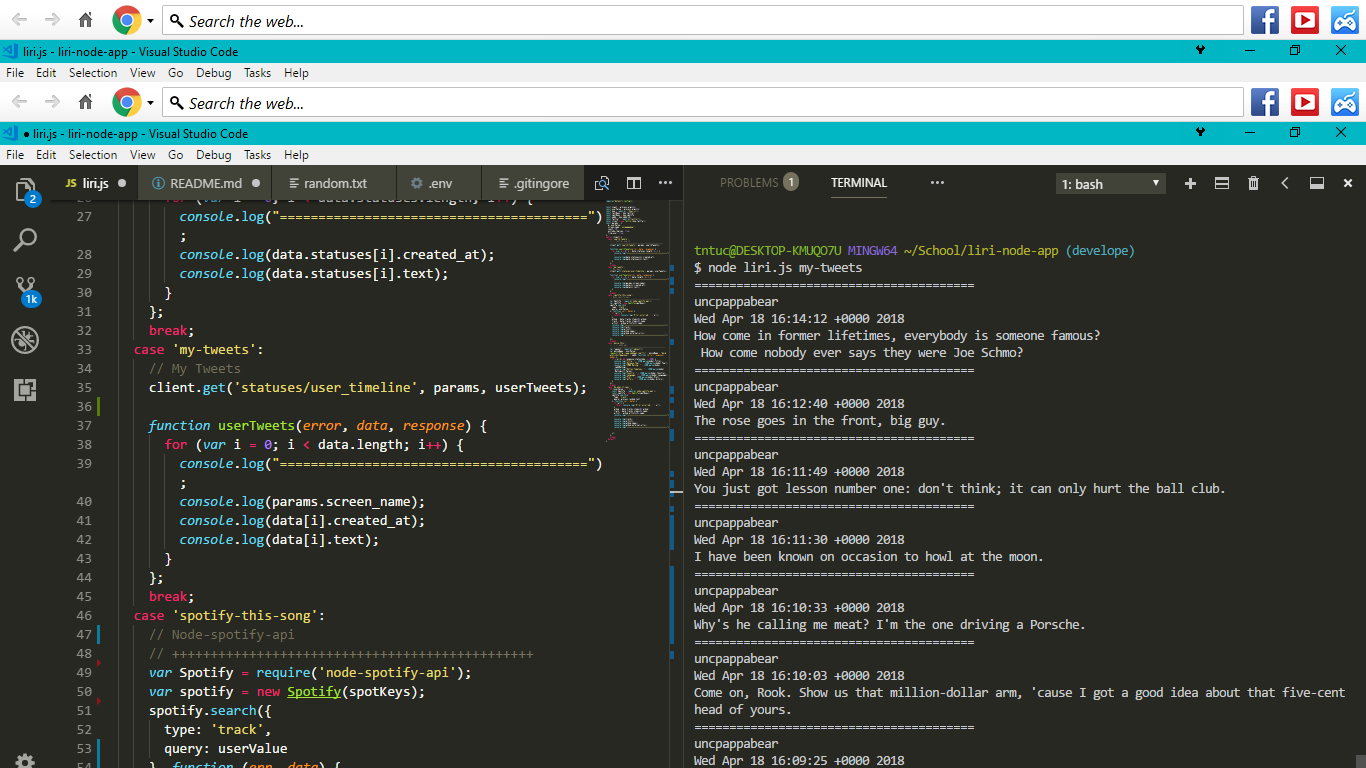 Search the web...
liri.js - liri-node-app - Visual Studio Code
File Edit Selection View Go Debug Tasks Help
Search the web...
● liri.js - liri-node-app - Visual Studio Code
File Edit Selection View Go Debug Tasks Help
2
1k
JS liri.js ● README.md ● random.txt .env .gitingore ...
27 console.log("========================================")
;
28 console.log(data.statuses[i].created_at);
29 console.log(data.statuses[i].text);
30 }
31 };
32 break;
33 case 'my-tweets':
34 // My Tweets
35 client.get('statuses/user_timeline', params, userTweets);
36
37 function userTweets(error, data, response) {
38 for (var i = 0; i < data.length; i++) {
39 console.log("========================================")
;
40 console.log(params.screen_name);
41 console.log(data[i].created_at);
42 console.log(data[i].text);
43 }
44 };
45 break;
46 case 'spotify-this-song':
47 // Node-spotify-api
48 // +++++++++++++++++++++++++++++++++++++++++++++++
49 var Spotify = require('node-spotify-api');
50 var spotify = new Spotify(spotKeys);
51 spotify.search({
52 type: 'track',
53 query: userValue
54 }, function (err, data) {
PROBLEMS 1 TERMINAL ... 1: bash
tntuc@DESKTOP-KMUQO7U MINGW64 ~/School/liri-node-app (develope)
$ node liri.js my-tweets
========================================
uncpappabear
Wed Apr 18 16:14:12 +0000 2018
How come in former lifetimes, everybody is someone famous?
How come nobody ever says they were Joe Schmo?
========================================
uncpappabear
Wed Apr 18 16:12:40 +0000 2018
The rose goes in the front, big guy.
========================================
uncpappabear
Wed Apr 18 16:11:49 +0000 2018
You just got lesson number one: don't think; it can only hurt the ball club.
========================================
uncpappabear
Wed Apr 18 16:11:30 +0000 2018
I have been known on occasion to howl at the moon.
========================================
uncpappabear
Wed Apr 18 16:10:33 +0000 2018
Why's he calling me meat? I'm the one driving a Porsche.
========================================
uncpappabear
Wed Apr 18 16:10:03 +0000 2018
Come on, Rook. Show us that million-dollar arm, 'cause I got a good idea about that five-cent
head of yours.
========================================
uncpappabear
Wed Apr 18 16:09:25 +0000 2018